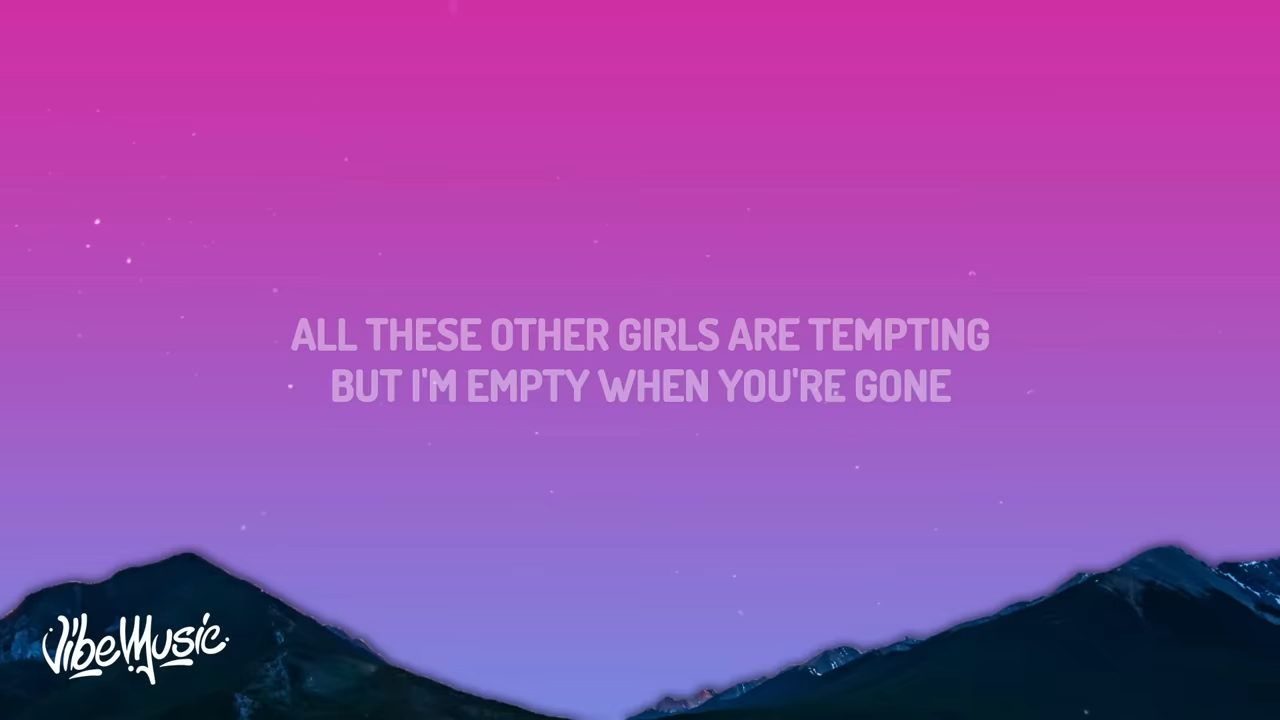 ALL THESE OTHER GIRLS ARE TEMPTING
BUT I'M EMPTY WHEN YOU'RE GONE
VibeMusic